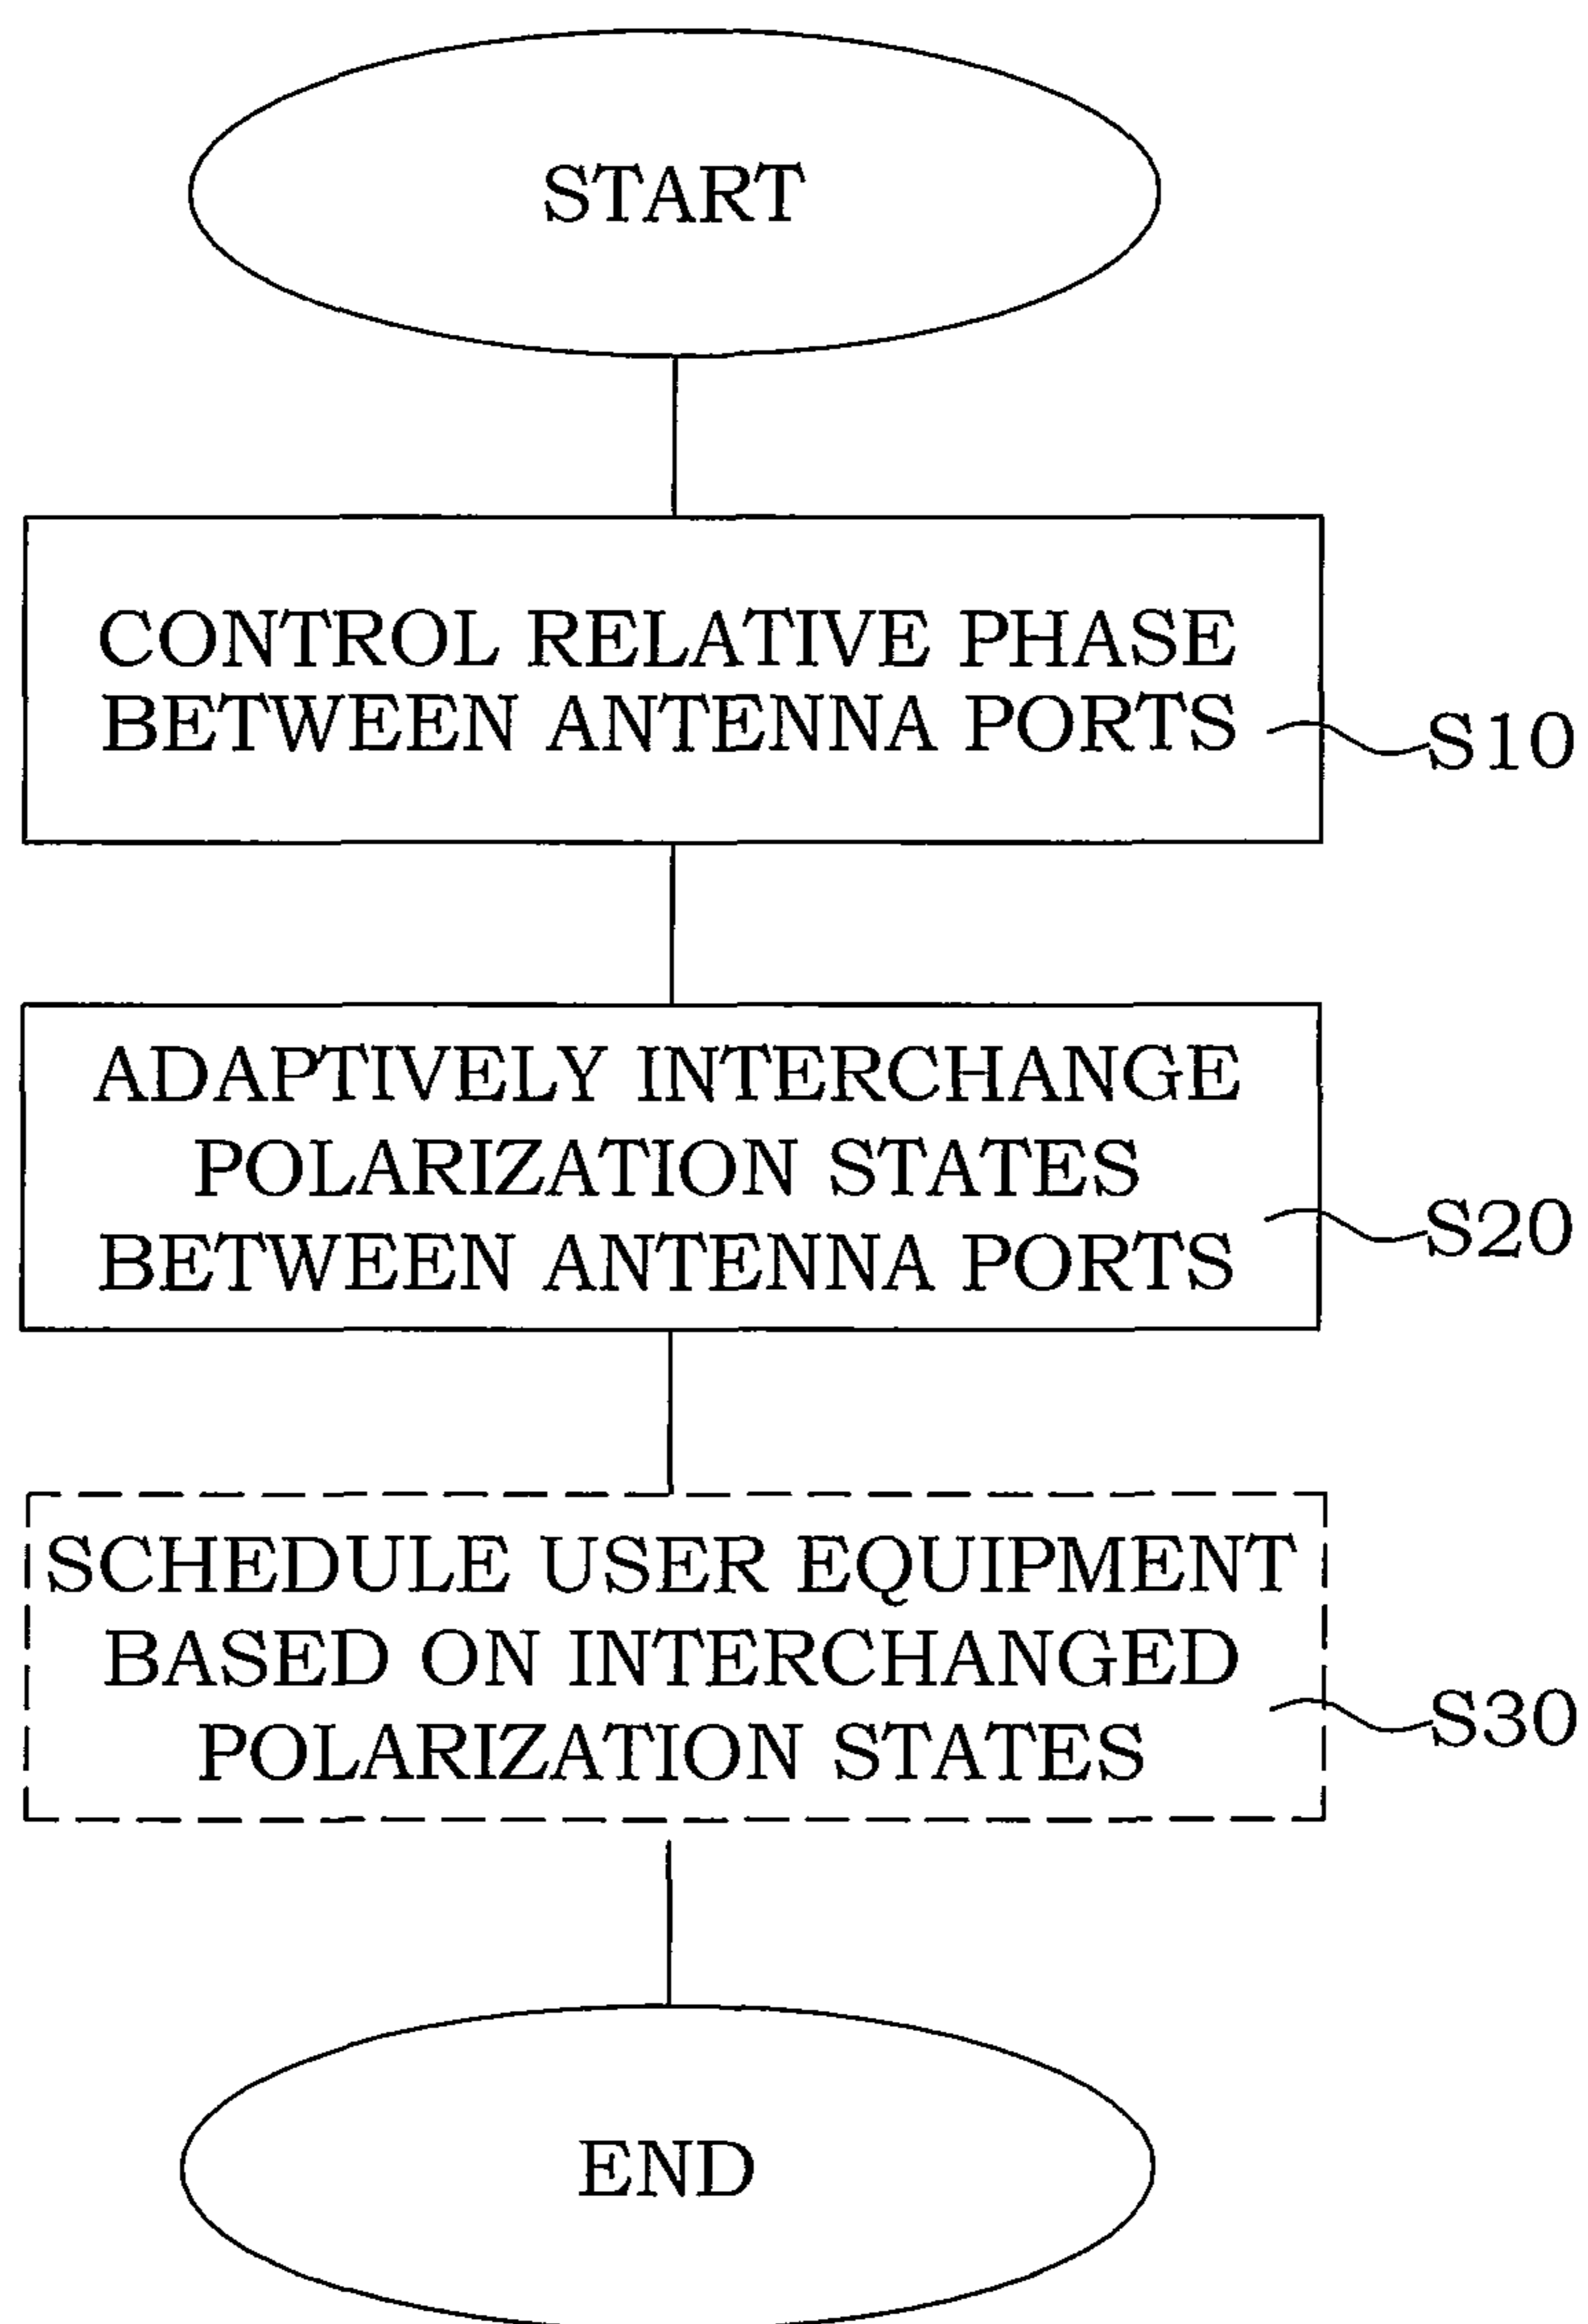 START
CONTROL RELATIVE PHASE
BETWEEN ANTENNA PORTS
S10
ADAPTIVELY INTERCHANGE
POLARIZATION STATES
BETWEEN ANTENNA PORTS
S20
SCHEDULE USER EQUIPMENT
BASED ON INTERCHANGED
POLARIZATION STATES
S30
END